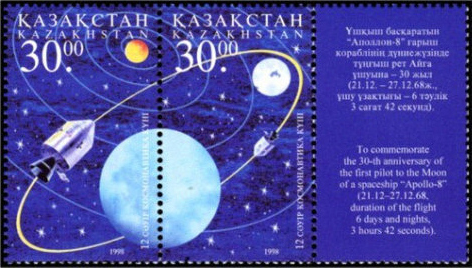 ҚАЗАҚСТАН
KAZAKHSTAN
30.00
12 СӘУІР КОСМОНАВТИКА КҮНІ
1998
ҚАЗАҚСТАН
KAZAKHSTAN
30.00
12 СӘУІР КОСМОНАВТИКА КҮНІ
1998
Ұшқыш басқаратын
"Аполлон-8" ғарыш
кораблінің дүниежүзінде
тұңғыш рет Айға
ұшуына – 30 жыл
(21.12. – 27.12.68ж.,
ұшу ұзақтығы – 6 тәулік
3 сағат 42 секунд).
To commemorate
the 30-th anniversary of
the first pilot to the Moon
of a spaceship "Apollo-8"
(21.12–27.12.68,
duration of the flight
6 days and nights,
3 hours 42 seconds).